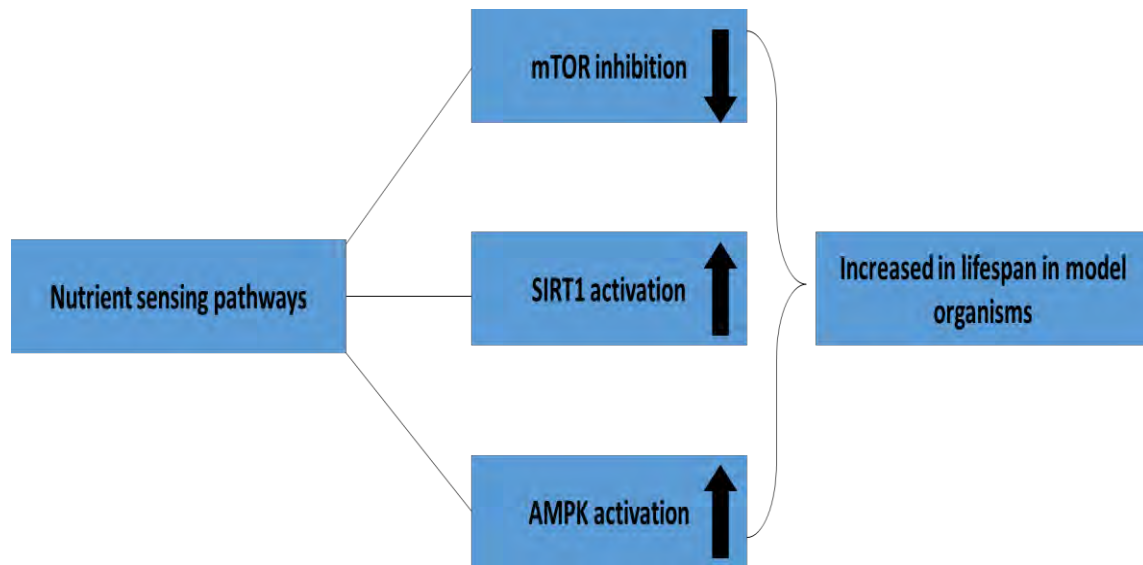 mTOR inhibition
Nutrient sensing pathways
SIRT1 activation
Increased in lifespan in model
organisms
AMPK activation